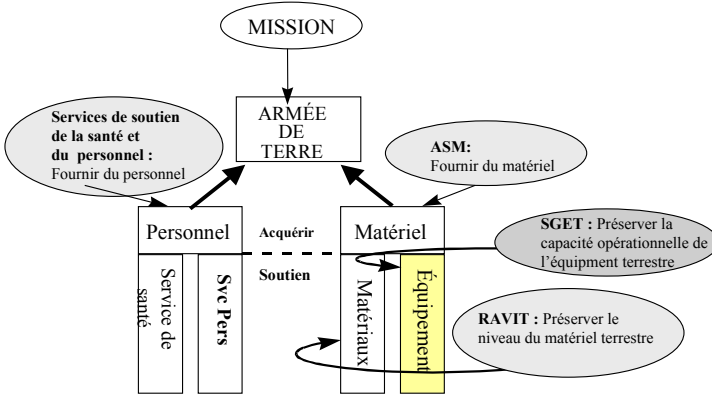 MISSION
ARMÉE
DE
TERRE
Services de soutien
de la santé et
du personnel :
Fournir du personnel
ASM:
Fournir du matériel
Personnel
Acquérir
Matériel
Soutien
SGET : Préserver la
capacité opérationnelle de
l’équipment terrestre
Service de
santé
Svc Pers
Matériaux
Équipement
RAVIT : Préserver le
niveau du matériel terrestre